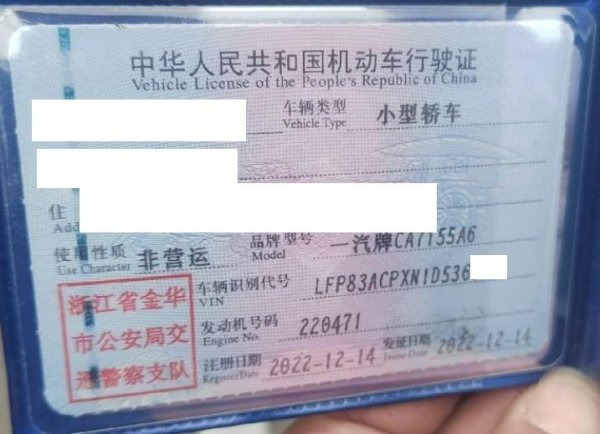 中华人民共和国机动车行驶证
Vehicle License of the People's Republic of China
车辆类型 小型轿车
Vehicle Type
住
Add
使用性质 非营运
Use Character
品牌型号 一汽牌CA7155A6
Model
车辆识别代号 LFP83ACPXN1D536
VIN
发动机号码 220471
Engine No.
注册日期 2022-12-14
Register Date
发证日期 2022-12-14
Issue Date
浙江省金华
市公安局交
通警察支队